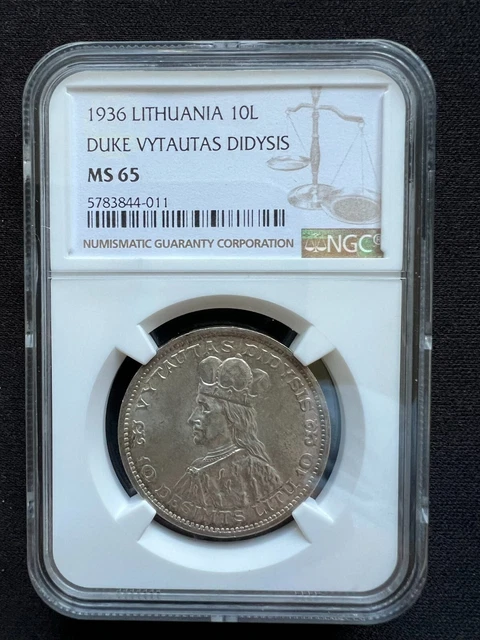 1936 LITHUANIA 10L
DUKE VYTAUTAS DIDYSIS
MS 65
5783844-011
NUMISMATIC GUARANTY CORPORATION
NGC
VYTAUTAS DIDYSIS
10 DEŠIMTS LITŲ 10